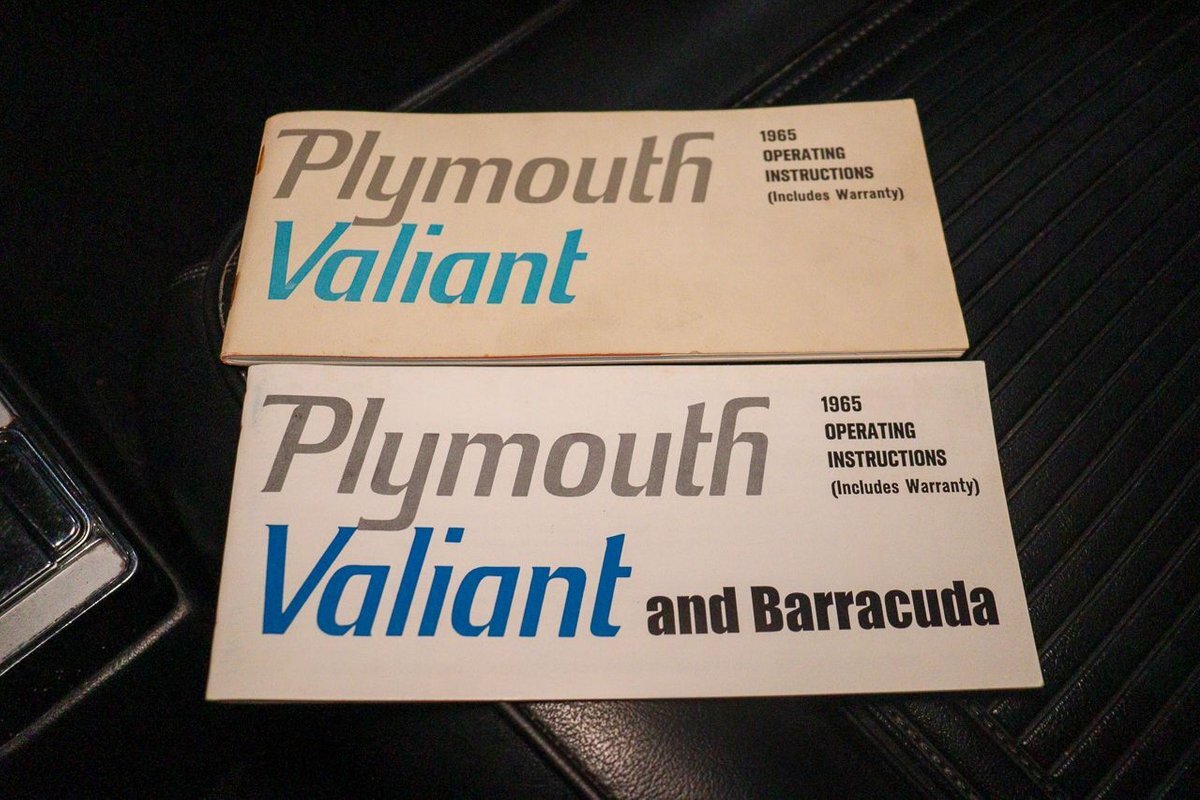 Plymouth
Valiant
1965
OPERATING
INSTRUCTIONS
(Includes Warranty)
Plymouth
Valiant and Barracuda
1965
OPERATING
INSTRUCTIONS
(Includes Warranty)